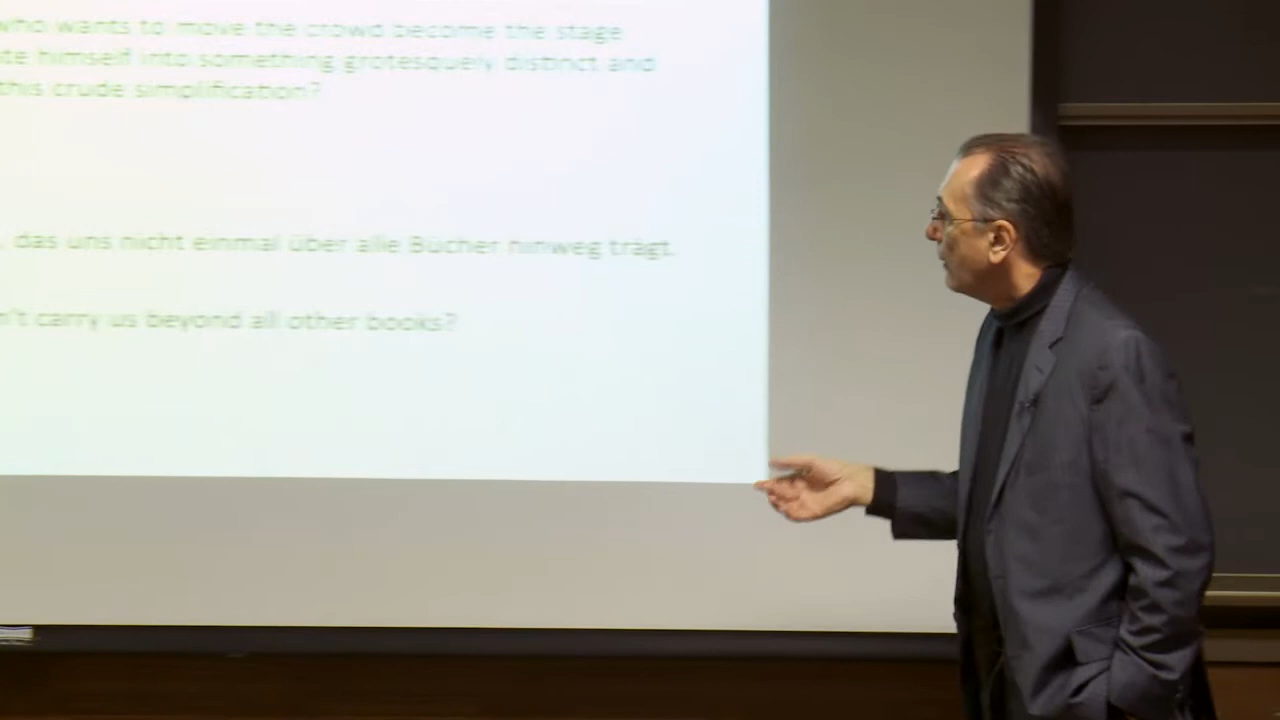 who wants to move the crowd become the stage
te himself into something grotesquely distinct and
this crude simplification?
, das uns nicht einmal über alle Bücher hinweg trägt.
n't carry us beyond all other books?